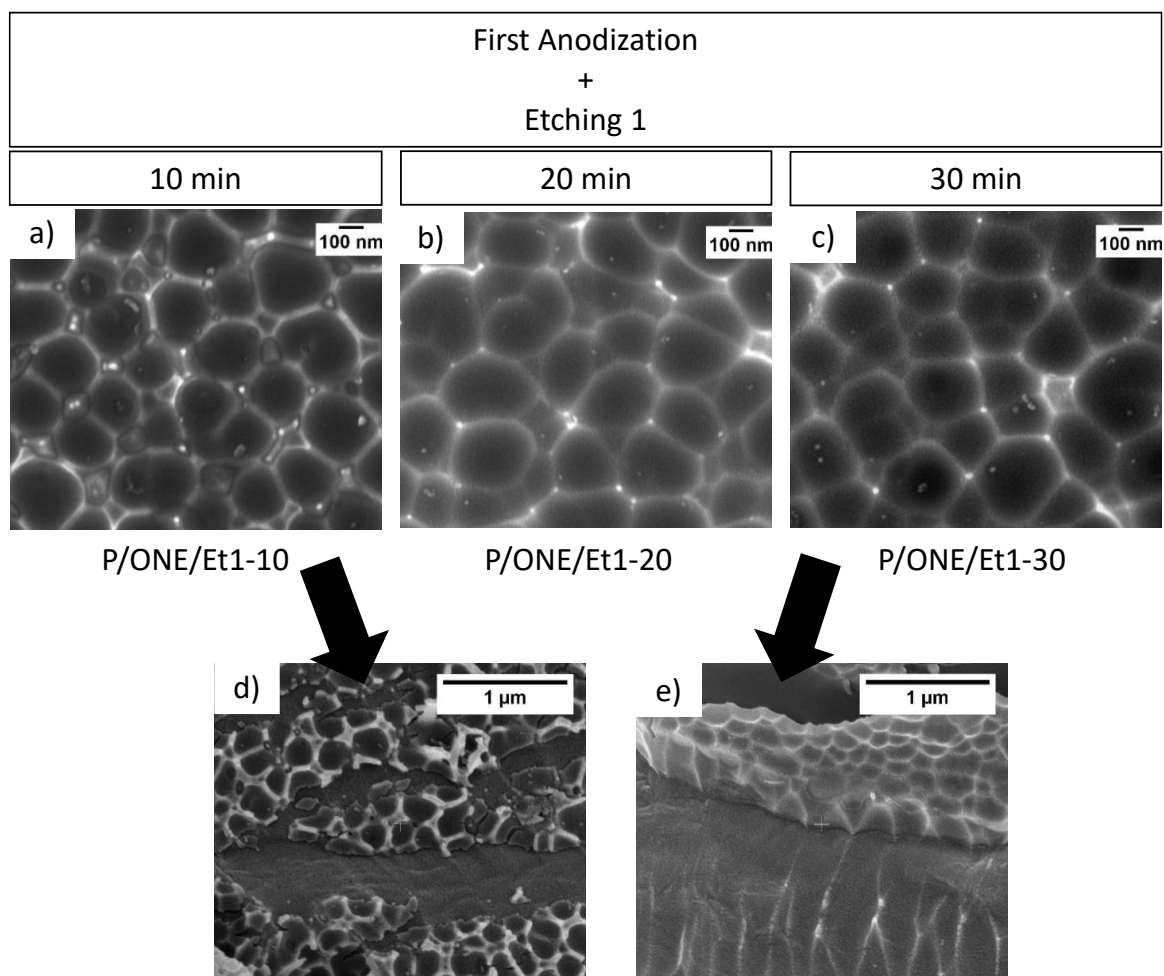 First Anodization
+
Etching 1
10 min
20 min
30 min
a)
100 nm
b)
100 nm
c)
100 nm
P/ONE/Et1-10
P/ONE/Et1-20
P/ONE/Et1-30
d)
1 µm
e)
1 µm